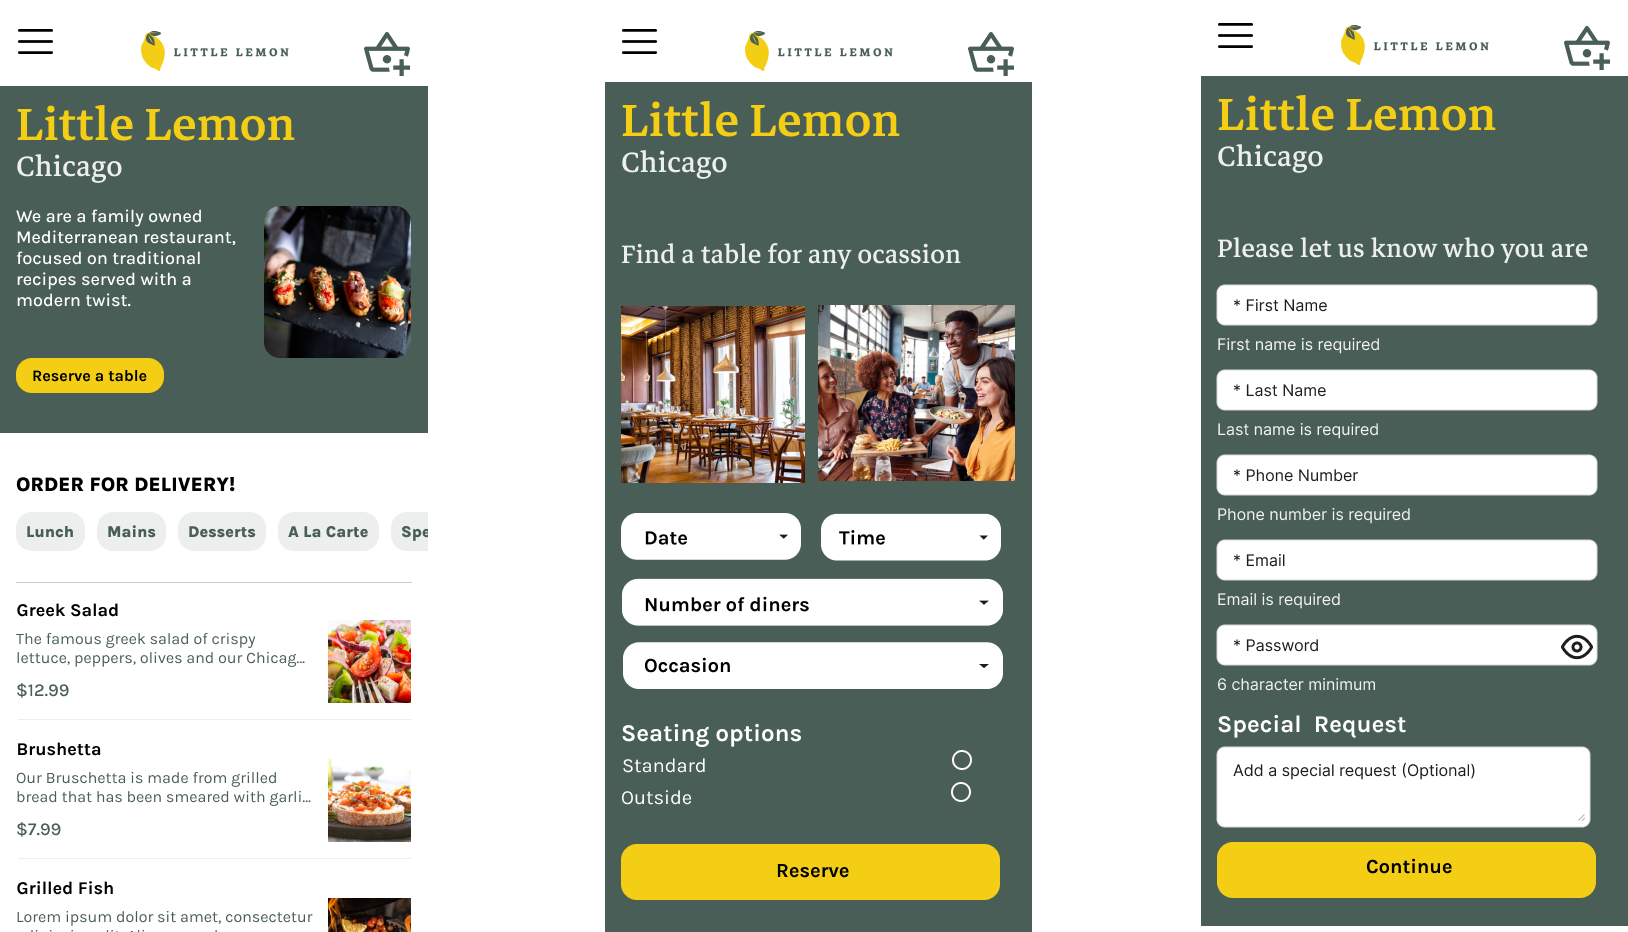 LITTLE LEMON
Little Lemon
Chicago
We are a family owned
Mediterranean restaurant,
focused on traditional
recipes served with a
modern twist.
Reserve a table
ORDER FOR DELIVERY!
Lunch
Mains
Desserts
A La Carte
Spe
Greek Salad
The famous greek salad of crispy
lettuce, peppers, olives and our Chicag...
$12.99
Brushetta
Our Bruschetta is made from grilled
bread that has been smeared with garli...
$7.99
Grilled Fish
Lorem ipsum dolor sit amet, consectetur
LITTLE LEMON
Little Lemon
Chicago
Find a table for any ocassion
Date
Time
Number of diners
Occasion
Seating options
Standard
Outside
Reserve
LITTLE LEMON
Little Lemon
Chicago
Please let us know who you are
* First Name
First name is required
* Last Name
Last name is required
* Phone Number
Phone number is required
* Email
Email is required
* Password
6 character minimum
Special Request
Add a special request (Optional)
Continue